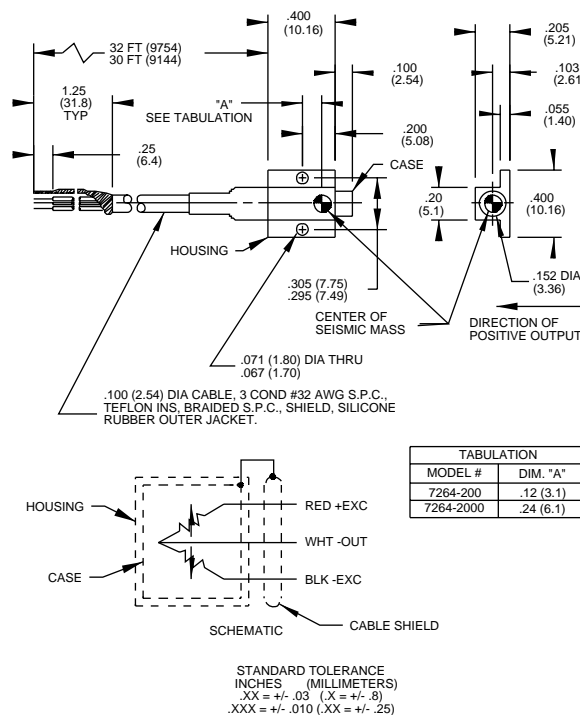 32 FT (9754)
30 FT (9144)
1.25
(31.8)
TYP
.25
(6.4)
.400
(10.16)
.100
(2.54)
"A"
SEE TABULATION
.200
(5.08)
CASE
HOUSING
.305 (7.75)
.295 (7.49)
CENTER OF
SEISMIC MASS
.071 (1.80) DIA THRU
.067 (1.70)
.100 (2.54) DIA CABLE, 3 COND #32 AWG S.P.C.,
TEFLON INS, BRAIDED S.P.C., SHIELD, SILICONE
RUBBER OUTER JACKET.
.205
(5.21)
.103
(2.61
.055
(1.40)
.20
(5.1)
.400
(10.16)
.152 DIA
(3.36)
DIRECTION OF
POSITIVE OUTPUT
TABULATION
MODEL # DIM. "A"
7264-200 .12 (3.1)
7264-2000 .24 (6.1)
HOUSING
CASE
RED +EXC
WHT -OUT
BLK -EXC
CABLE SHIELD
SCHEMATIC
STANDARD TOLERANCE
INCHES (MILLIMETERS)
.XX = +/- .03 (.X = +/- .8)
.XXX = +/- .010 (.XX = +/- .25)